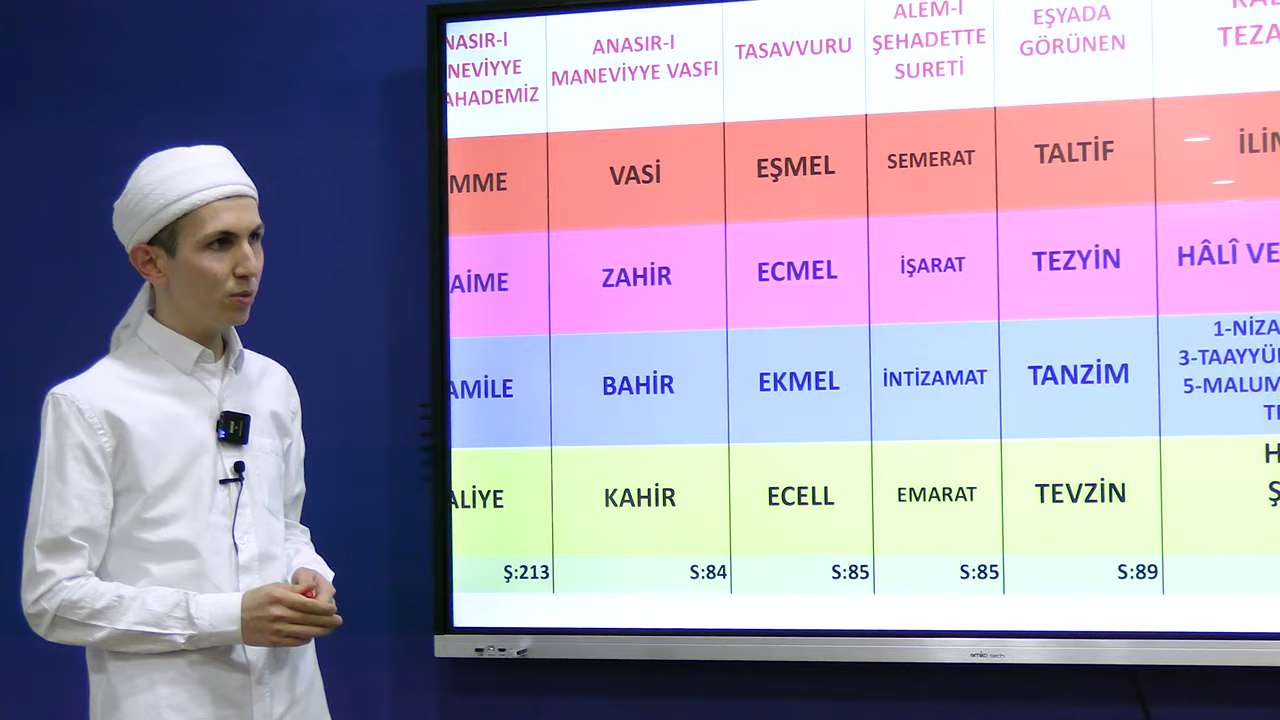 NASIR-I
NEVİYYE
AHADEMİZ
ANASIR-I
MANEVİYYE VASFI
TASAVVURU
ALEM-İ
ŞEHADETTE
SURETİ
EŞYADA
GÖRÜNEN
TEZA
MME
VASİ
EŞMEL
SEMERAT
TALTİF
İLİM
AİME
ZAHİR
ECMEL
İŞARAT
TEZYİN
HÂLÎ VE
AMİLE
BAHİR
EKMEL
İNTİZAMAT
TANZİM
1-NİZA
3-TAAYYÜ
5-MALUM
ALİYE
KAHİR
ECELL
EMARAT
TEVZİN
H
Ş
Ş:213
S:84
S:85
S:85
S:89